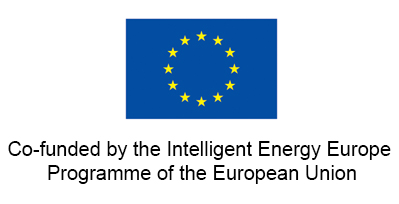 Co-funded by the Intelligent Energy Europe
Programme of the European Union